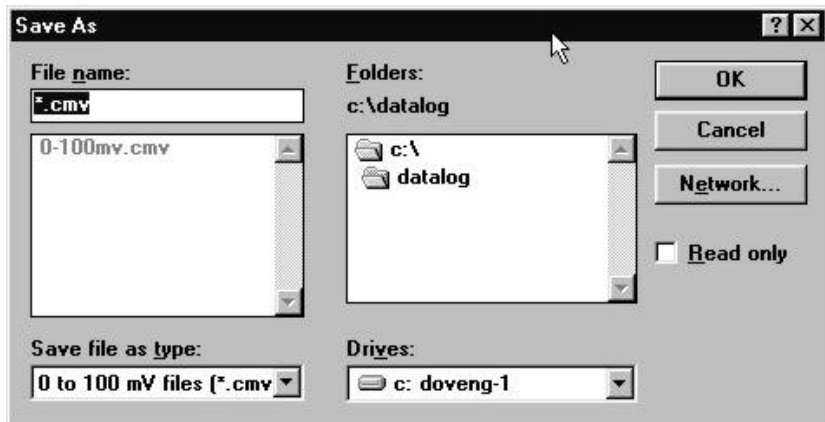 Save As
File name:
*.cmv
0-100mv.cmv
Save file as type:
0 to 100 mV files (*.cmv
Folders:
c:\datalog
c:\
datalog
Drives:
c: doveng-1
OK
Cancel
Network...
Read only